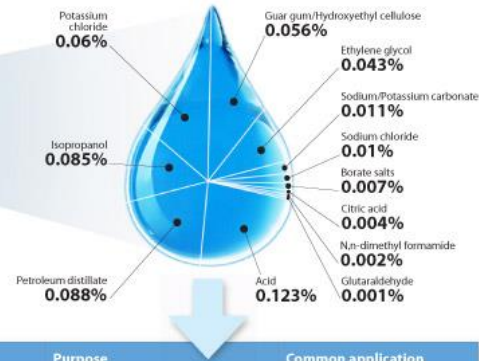 Potassium
chloride
0.06%
Guar gum/Hydroxyethyl cellulose
0.056%
Ethylene glycol
0.043%
Sodium/Potassium carbonate
0.011%
Sodium chloride
0.01%
Borate salts
0.007%
Citric acid
0.004%
N,n-dimethyl formamide
0.002%
Glutaraldehyde
0.001%
Acid
0.123%
Petroleum distillate
0.088%
Isopropanol
0.085%
Purpose
Common application